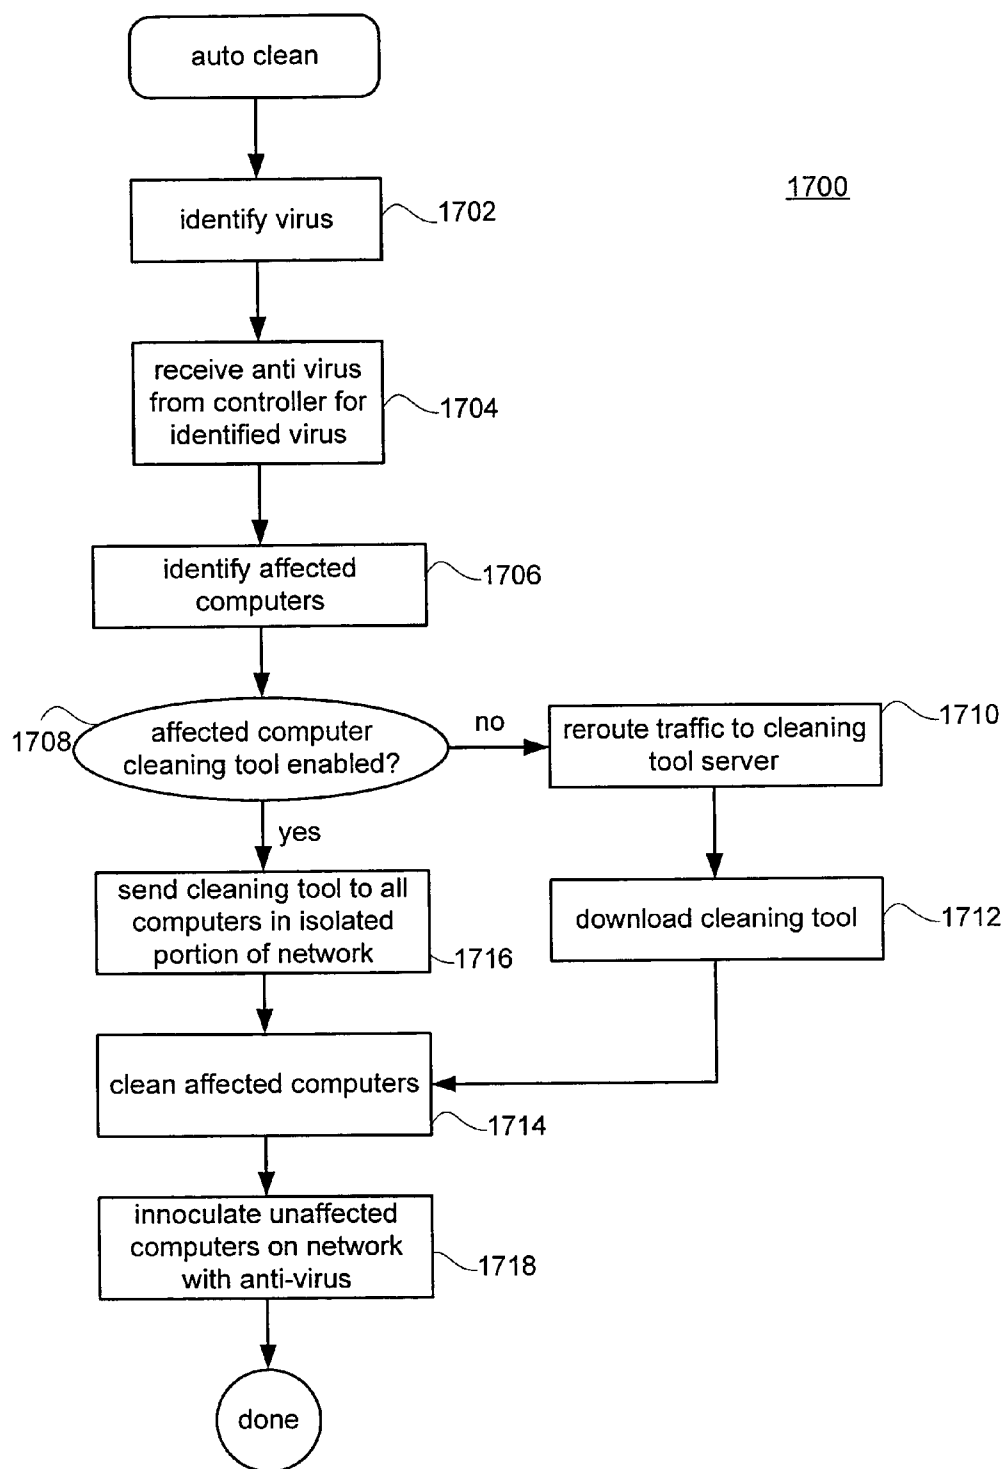 auto clean
1700
identify virus
1702
receive anti virus
from controller for
identified virus
1704
identify affected
computers
1706
1708
affected computer
cleaning tool enabled?
no
yes
reroute traffic to cleaning
tool server
1710
download cleaning tool
1712
send cleaning tool to all
computers in isolated
portion of network
1716
clean affected computers
1714
innoculate unaffected
computers on network
with anti-virus
1718
done